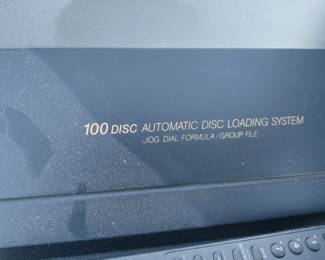 100 DISC AUTOMATIC DISC LOADING SYSTEM
JOG DIAL FORMULA/GROUP FILE